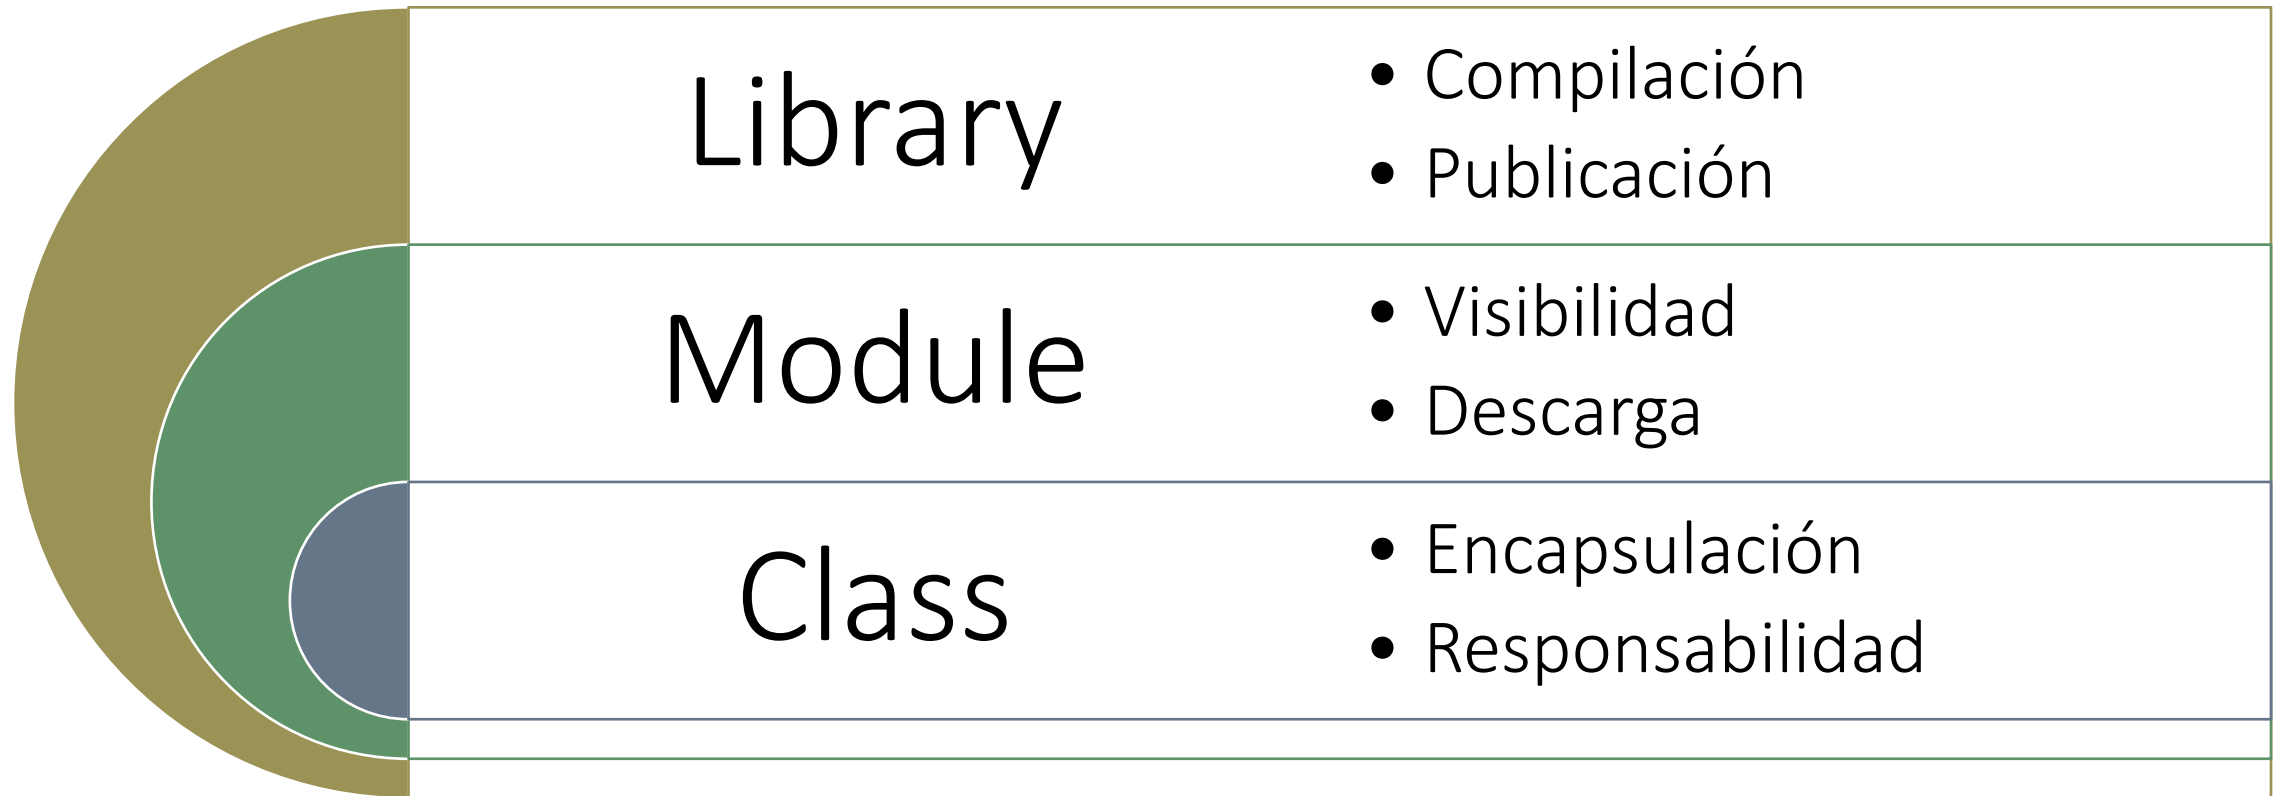 Library
• Compilación
• Publicación
Module
• Visibilidad
• Descarga
Class
• Encapsulación
• Responsabilidad